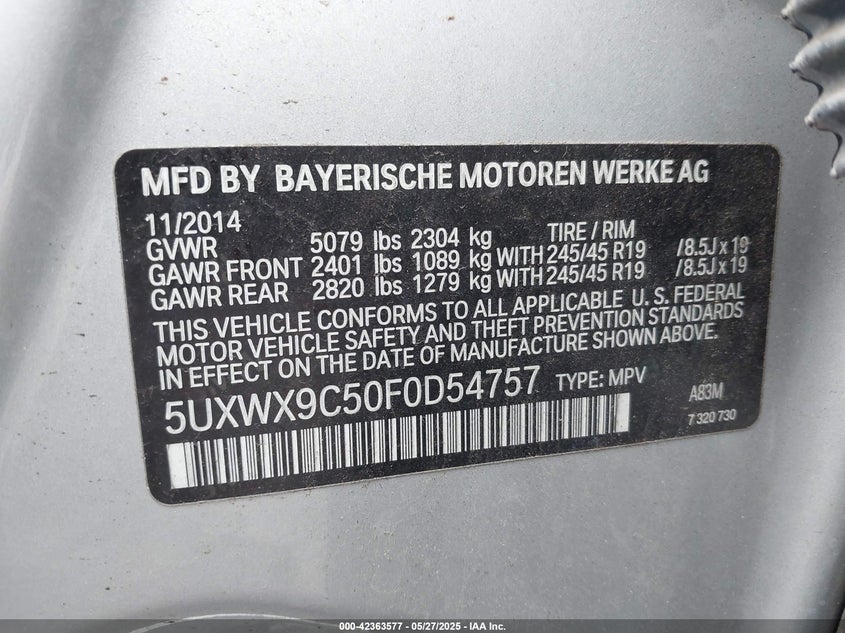 MFD BY BAYERISCHE MOTOREN WERKE AG
11/2014 TIRE / RIM
GVWR 5079 lbs 2304 kg
GAWR FRONT 2401 lbs 1089 kg WITH 245/45 R19 /8.5J x 19
GAWR REAR 2820 lbs 1279 kg WITH 245/45 R19 /8.5J x 19
THIS VEHICLE CONFORMS TO ALL APPLICABLE U. S. FEDERAL
MOTOR VEHICLE SAFETY AND THEFT PREVENTION STANDARDS
IN EFFECT ON THE DATE OF MANUFACTURE SHOWN ABOVE.
5UXWX9C50F0D54757 TYPE: MPV A83M
7 320 730
000-42363577 — 05/27/2025 — IAA Inc.